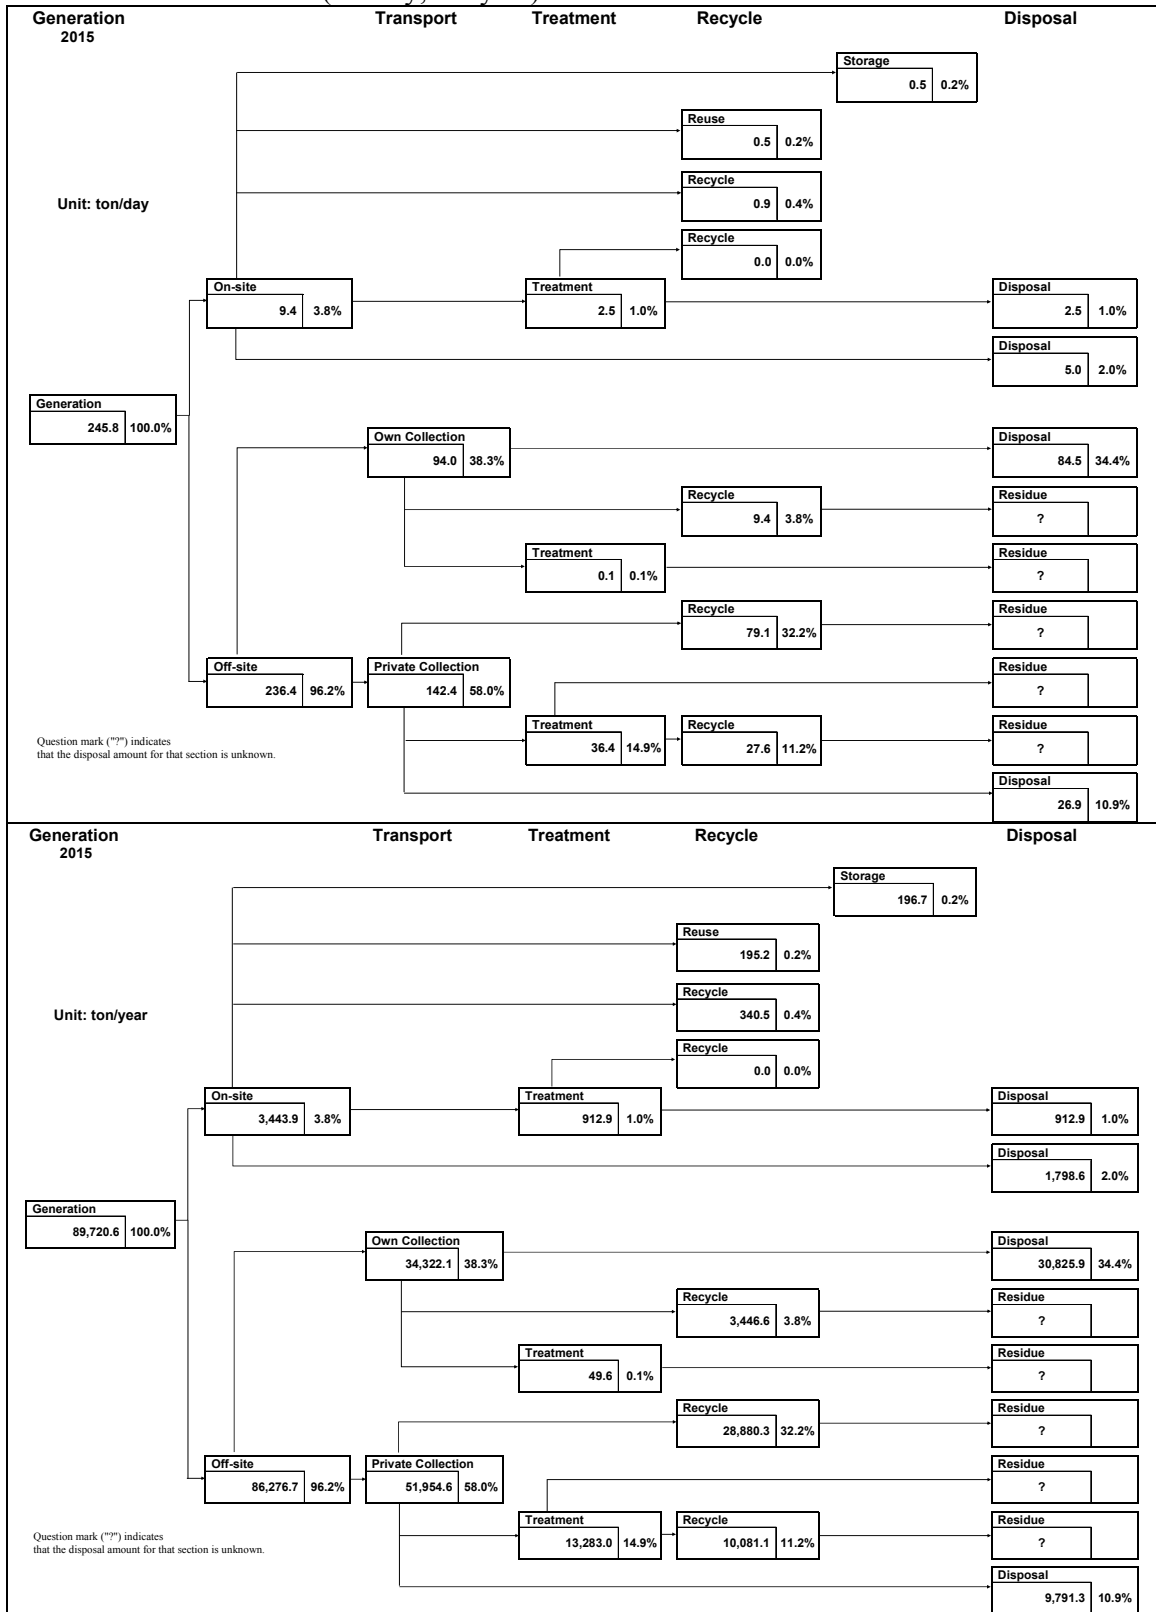 Generation Transport Treatment Recycle Disposal
2015
Storage
0.5 0.2%
Reuse
0.5 0.2%
Recycle
Unit: ton/day 0.9 0.4%
Recycle
0.0 0.0%
On-site Treatment Disposal
9.4 3.8% 2.5 1.0% 2.5 1.0%
Disposal
5.0 2.0%
Generation
245.8 100.0%
Own Collection Disposal
94.0 38.3% 84.5 34.4%
Recycle Residue
9.4 3.8% ?
Treatment Residue
0.1 0.1% ?
Recycle Residue
79.1 32.2% ?
Off-site Private Collection Residue
236.4 96.2% 142.4 58.0% ?
Treatment Recycle Residue
36.4 14.9% 27.6 11.2% ?
Question mark ("?") indicates
that the disposal amount for that section is unknown.
Disposal
26.9 10.9%
Generation Transport Treatment Recycle Disposal
2015
Storage
196.7 0.2%
Reuse
195.2 0.2%
Recycle
Unit: ton/year 340.5 0.4%
Recycle
0.0 0.0%
On-site Treatment Disposal
3,443.9 3.8% 912.9 1.0% 912.9 1.0%
Disposal
1,798.6 2.0%
Generation
89,720.6 100.0%
Own Collection Disposal
34,322.1 38.3% 30,825.9 34.4%
Recycle Residue
3,446.6 3.8% ?
Treatment Residue
49.6 0.1% ?
Recycle Residue
28,880.3 32.2% ?
Off-site Private Collection Residue
86,276.7 96.2% 51,954.6 58.0% ?
Treatment Recycle Residue
13,283.0 14.9% 10,081.1 11.2% ?
Question mark ("?") indicates
that the disposal amount for that section is unknown.
Disposal
9,791.3 10.9%